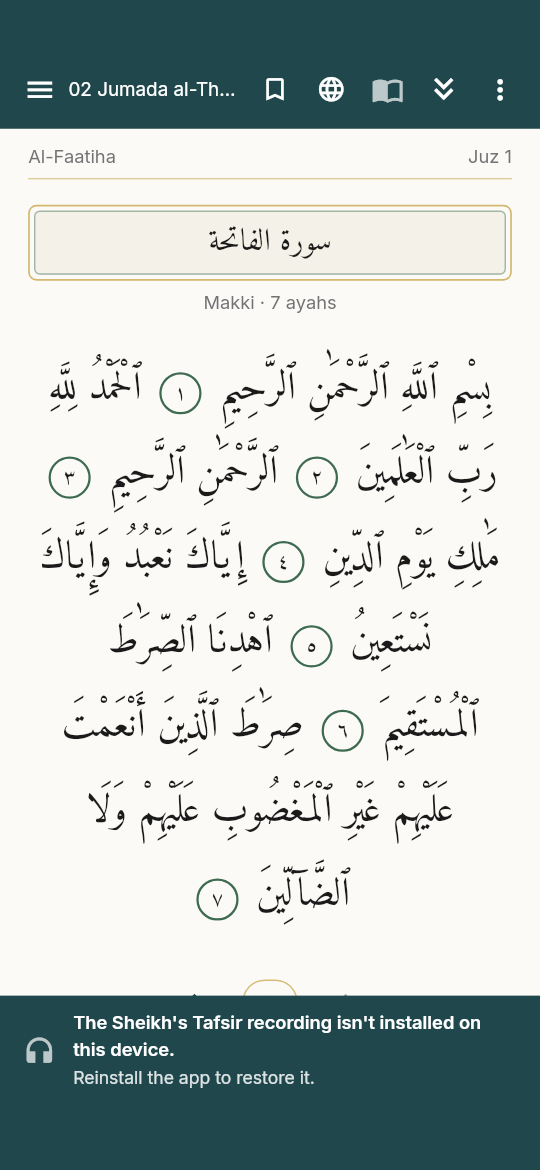 02 Jumada al-Th...
Al-Faatiha
Juz 1
سورة الفاتحة
Makki · 7 ayahs
بِسْمِ ٱللَّهِ ٱلرَّحْمَٰنِ ٱلرَّحِيمِ ١ ٱلْحَمْدُ لِلَّهِ
رَبِّ ٱلْعَٰلَمِينَ ٢ ٱلرَّحْمَٰنِ ٱلرَّحِيمِ ٣
مَٰلِكِ يَوْمِ ٱلدِّينِ ٤ إِيَّاكَ نَعْبُدُ وَإِيَّاكَ
نَسْتَعِينُ ٥ ٱهْدِنَا ٱلصِّرَٰطَ
ٱلْمُسْتَقِيمَ ٦ صِرَٰطَ ٱلَّذِينَ أَنْعَمْتَ
عَلَيْهِمْ غَيْرِ ٱلْمَغْضُوبِ عَلَيْهِمْ وَلَا
ٱلضَّآلِّينَ ٧
The Sheikh's Tafsir recording isn't installed on
this device.
Reinstall the app to restore it.